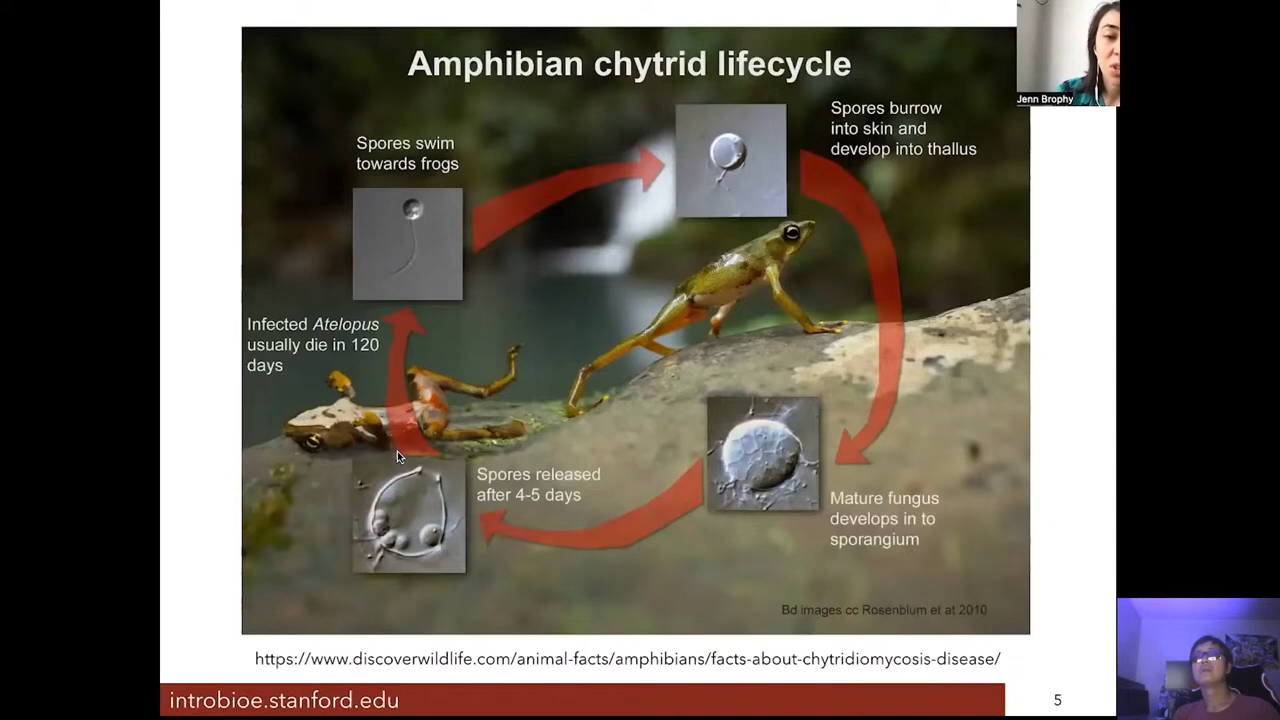 Amphibian chytrid lifecycle
Jenn Brophy
Spores swim
towards frogs
Spores burrow
into skin and
develop into thallus
Infected Atelopus
usually die in 120
days
Spores released
after 4-5 days
Mature fungus
develops in to
sporangium
Bd images cc Rosenblum et at 2010
https://www.discoverwildlife.com/animal-facts/amphibians/facts-about-chytridiomycosis-disease/
introbioe.stanford.edu
5